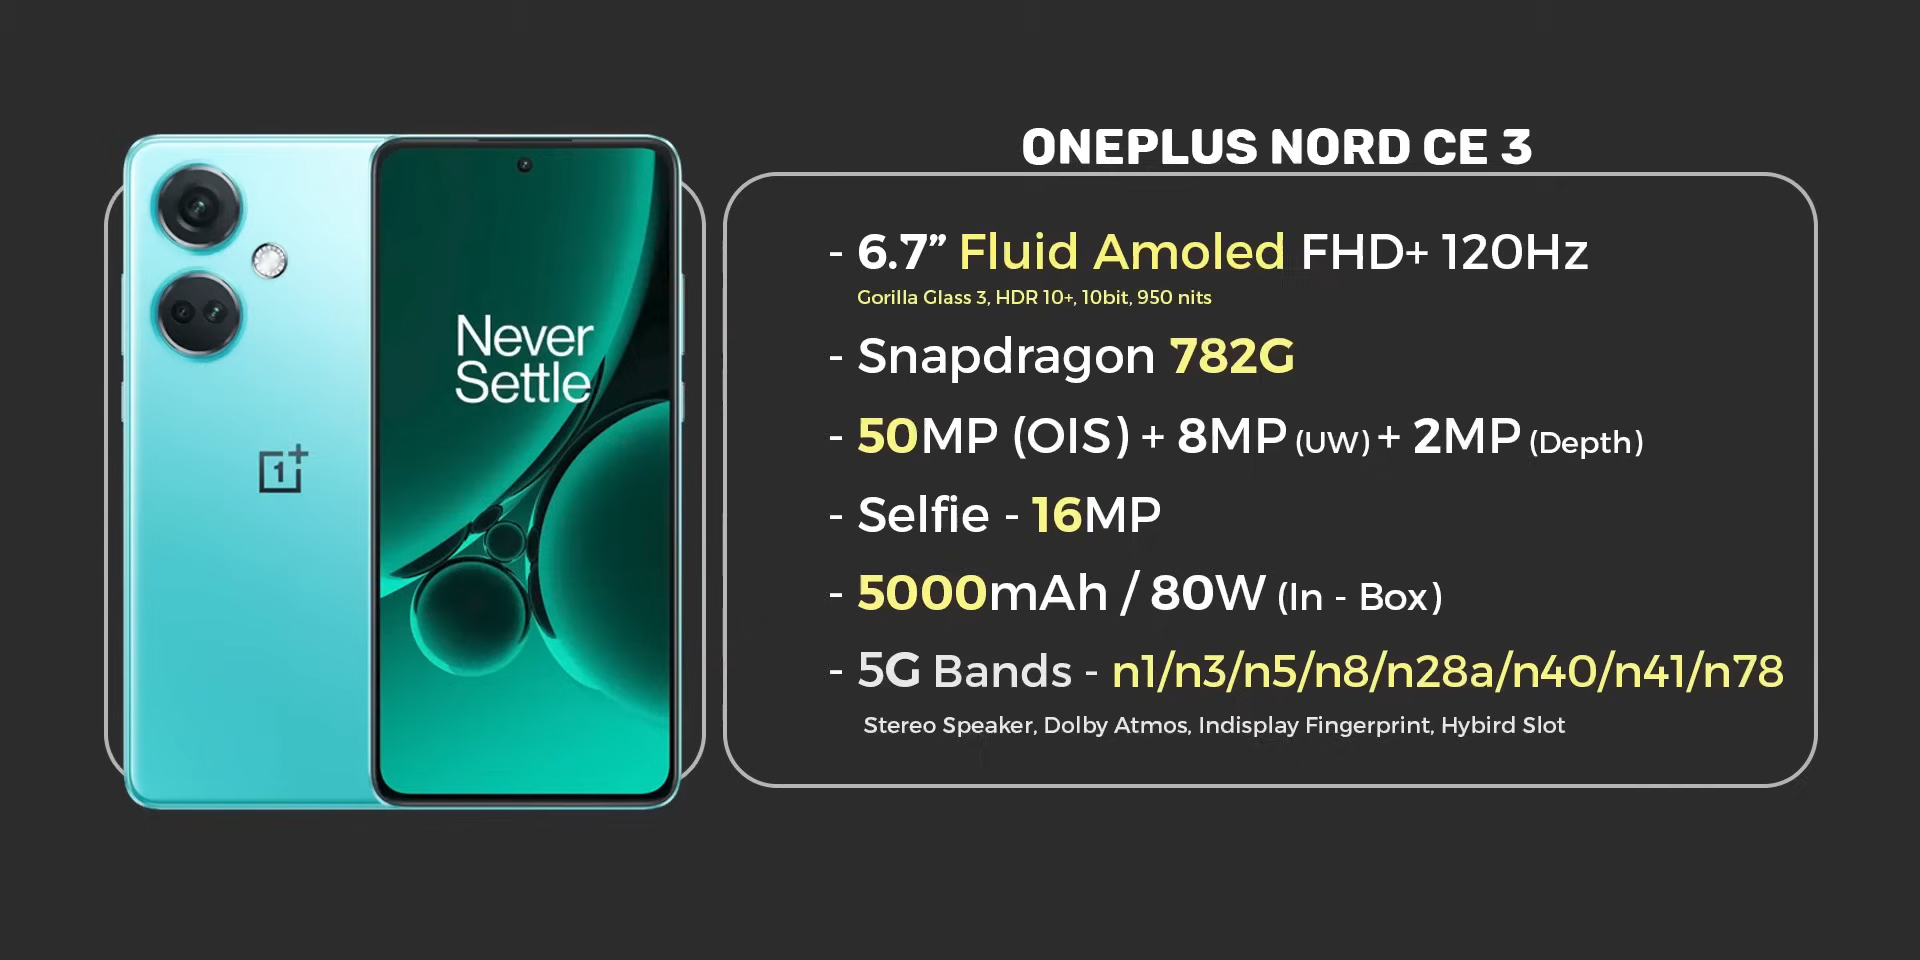 ONEPLUS NORD CE 3
- 6.7” Fluid Amoled FHD+ 120Hz
Gorilla Glass 3, HDR 10+, 10bit, 950 nits
- Snapdragon 782G
- 50MP (OIS) + 8MP (UW) + 2MP (Depth)
- Selfie - 16MP
- 5000mAh / 80W (In - Box)
- 5G Bands - n1/n3/n5/n8/n28a/n40/n41/n78
Stereo Speaker, Dolby Atmos, Indisplay Fingerprint, Hybird Slot
Never
Settle
1+